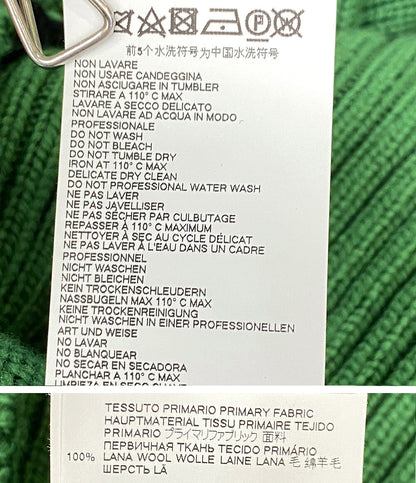 前5个水洗符号为中国水洗符号
NON LAVARE
NON USARE CANDEGGINA
NON ASCIUGARE IN TUMBLER
STIRARE A 110° C MAX
LAVARE A SECCO DELICATO
NON LAVARE AD ACQUA IN MODO
PROFESSIONALE
DO NOT WASH
DO NOT BLEACH
DO NOT TUMBLE DRY
IRON AT 110° C MAX
DELICATE DRY CLEAN
DO NOT PROFESSIONAL WATER WASH
NE PAS LAVER
NE PAS JAVELLISER
NE PAS SÉCHER PAR CULBUTAGE
REPASSER À 110° C MAXIMUM
NETTOYER À SEC AU CYCLE DÉLICAT
NE PAS LAVER À L'EAU DANS UN CADRE
PROFESSIONNEL
NICHT WASCHEN
NICHT BLEICHEN
KEIN TROCKENSCHLEUDERN
NASSBUGELN MAX 110° C MAX
KEINE TROCKENREINIGUNG
NICHT WASCHEN IN EINER PROFESSIONELLEN
ART UND WEISE
NO LAVAR
NO BLANQUEAR
NO SECAR EN SECADORA
PLANCHAR A 110° C MAX
LIMPIEZA EN SECO SUAVE
TESSUTO PRIMARIO PRIMARY FABRIC
HAUPTMATERIAL TISSU PRIMAIRE TEJIDO
PRIMARIO プライマリファブリック 面料
ПЕРВИЧНАЯ ТКАНЬ TECIDO PRIMÁRIO
100% LANA WOOL WOLLE LAINE LANA 毛 绵羊毛
ШЕРСТЬ LÃ